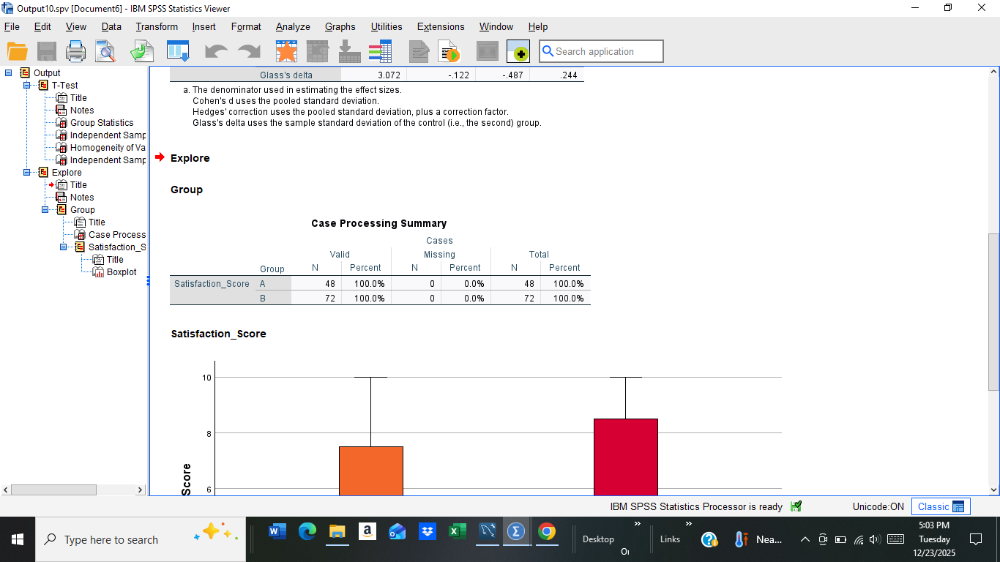 Output10.spv [Document6] - IBM SPSS Statistics Viewer
File Edit View Data Transform Insert Format Analyze Graphs Utilities Extensions Window Help
Search application
Output
T-Test
Title
Notes
Group Statistics
Independent Samp
Homogeneity of Va
Independent Samp
Explore
Title
Notes
Group
Title
Case Process
Satisfaction_S
Title
Boxplot
Glass's delta 3.072 -.122 -.487 .244
a. The denominator used in estimating the effect sizes.
Cohen's d uses the pooled standard deviation.
Hedges' correction uses the pooled standard deviation, plus a correction factor.
Glass's delta uses the sample standard deviation of the control (i.e., the second) group.
Explore
Group
Case Processing Summary
Cases
Valid Missing Total
Group N Percent N Percent N Percent
Satisfaction_Score A 48 100.0% 0 0.0% 48 100.0%
B 72 100.0% 0 0.0% 72 100.0%
Satisfaction_Score
10
8
6
Score
IBM SPSS Statistics Processor is ready Unicode:ON Classic
Type here to search
Desktop
Links
Nea...
5:03 PM
Tuesday
12/23/2025